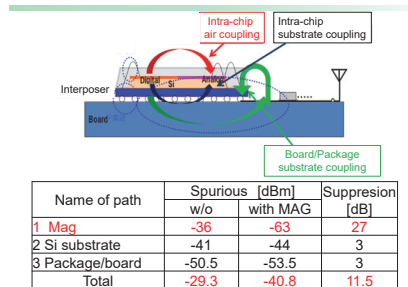 Intra-chip
air coupling
Intra-chip
substrate coupling
Digital
Si
Interposer
Board
Board/Package
substrate coupling
Name of path Spurious [dBm] Suppresion [dB]
w/o with MAG
1 Mag -36 -63 27
2 Si substrate -41 -44 3
3 Package/board -50.5 -53.5 3
Total -29.3 -40.8 11.5